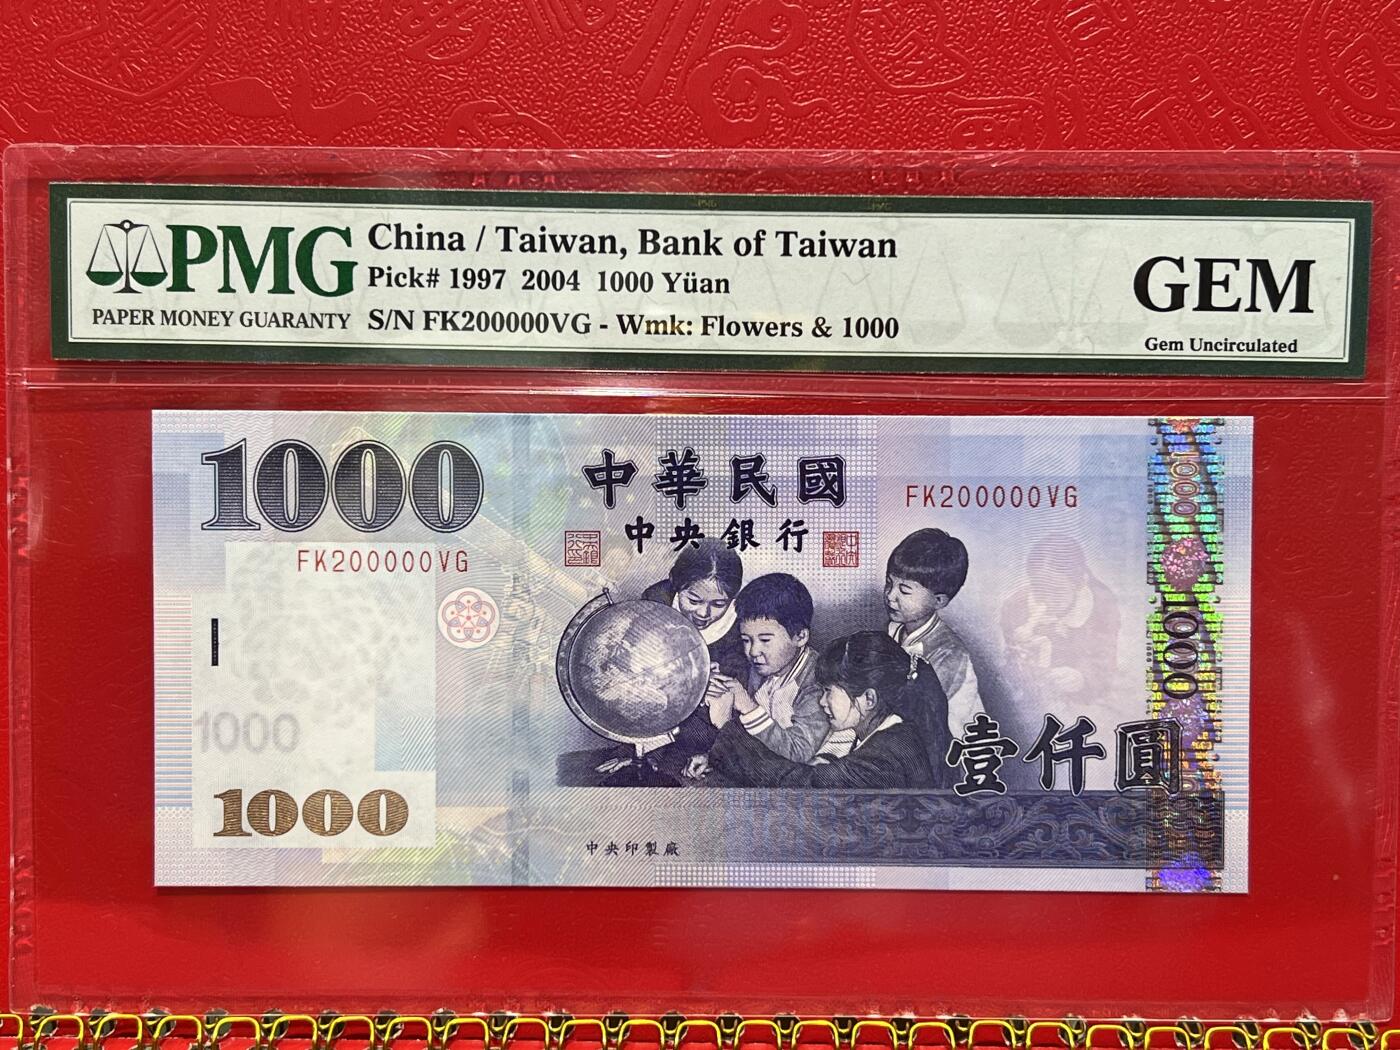 PMG
PAPER MONEY GUARANTY
China / Taiwan, Bank of Taiwan
Pick# 1997 2004 1000 Yüan
S/N FK200000VG - Wmk: Flowers & 1000
GEM
Gem Uncirculated
1000
中華民國
中央銀行
FK200000VG
FK200000VG
1000
1000
1000
1000
壹仟圓
中央印製廠